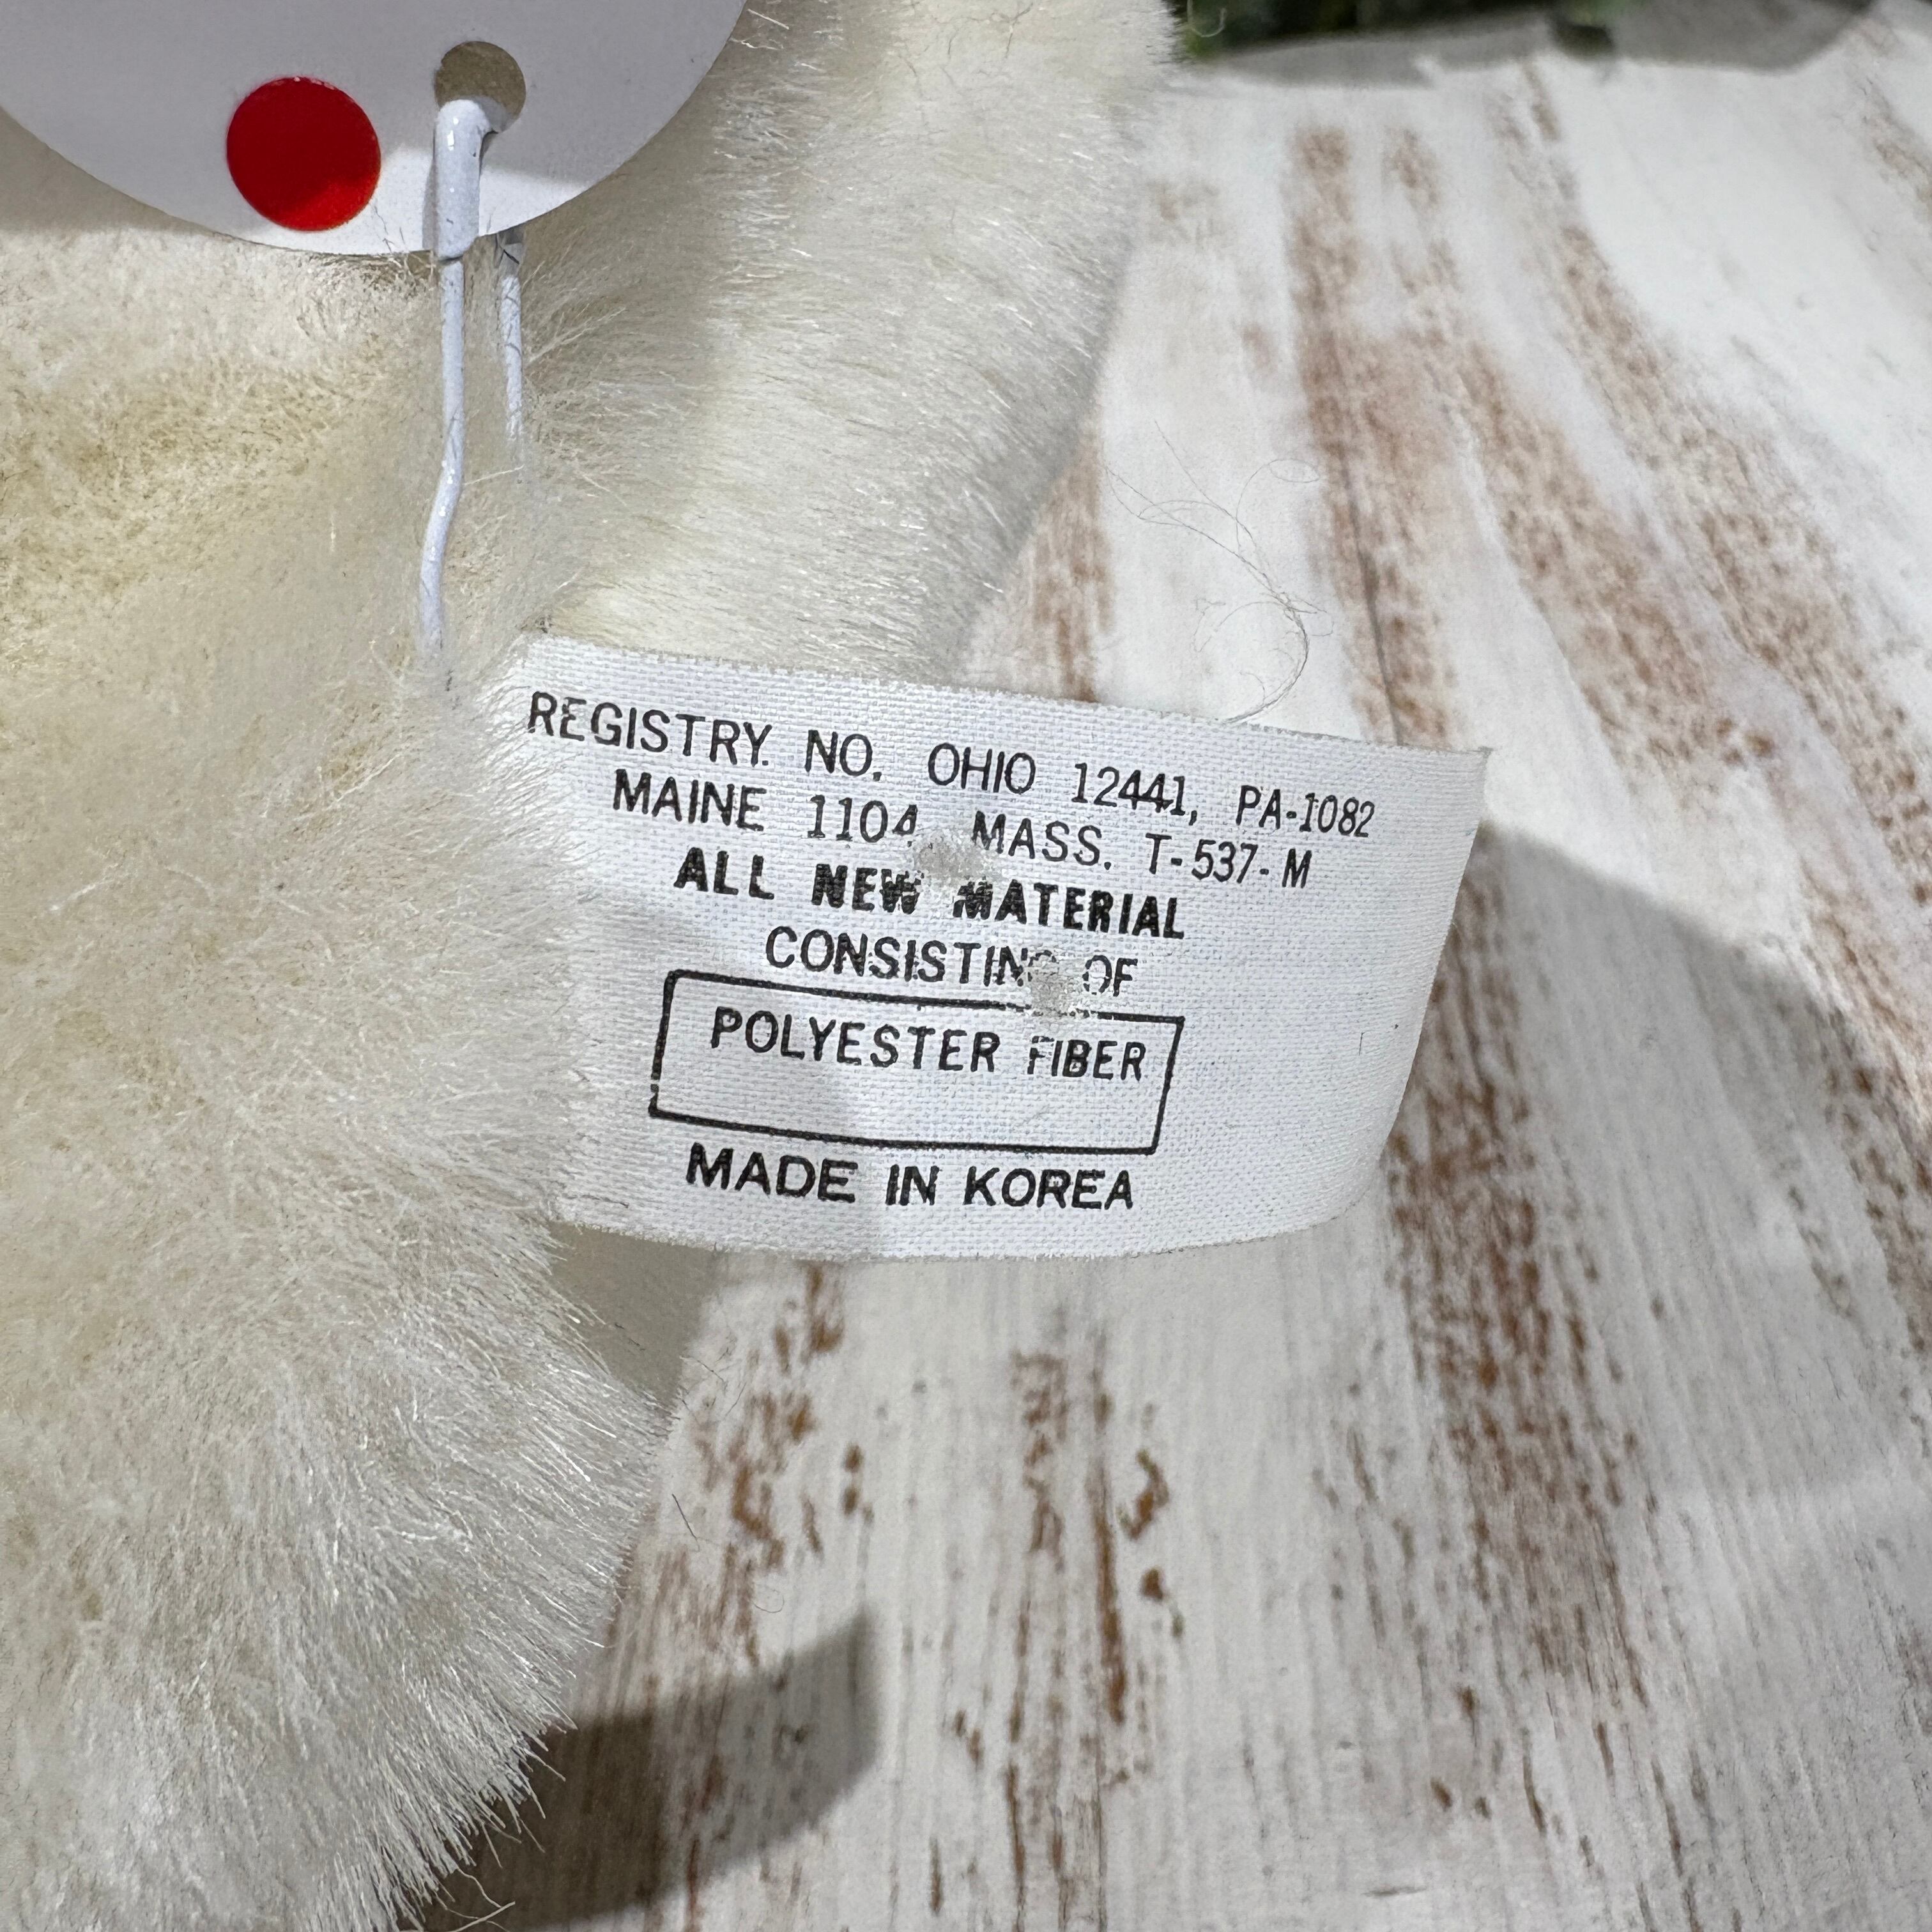 REGISTRY. NO. OHIO 12441, PA-1082
MAINE 1104, MASS. T-537-M
ALL NEW MATERIAL
CONSISTING OF
POLYESTER FIBER
MADE IN KOREA